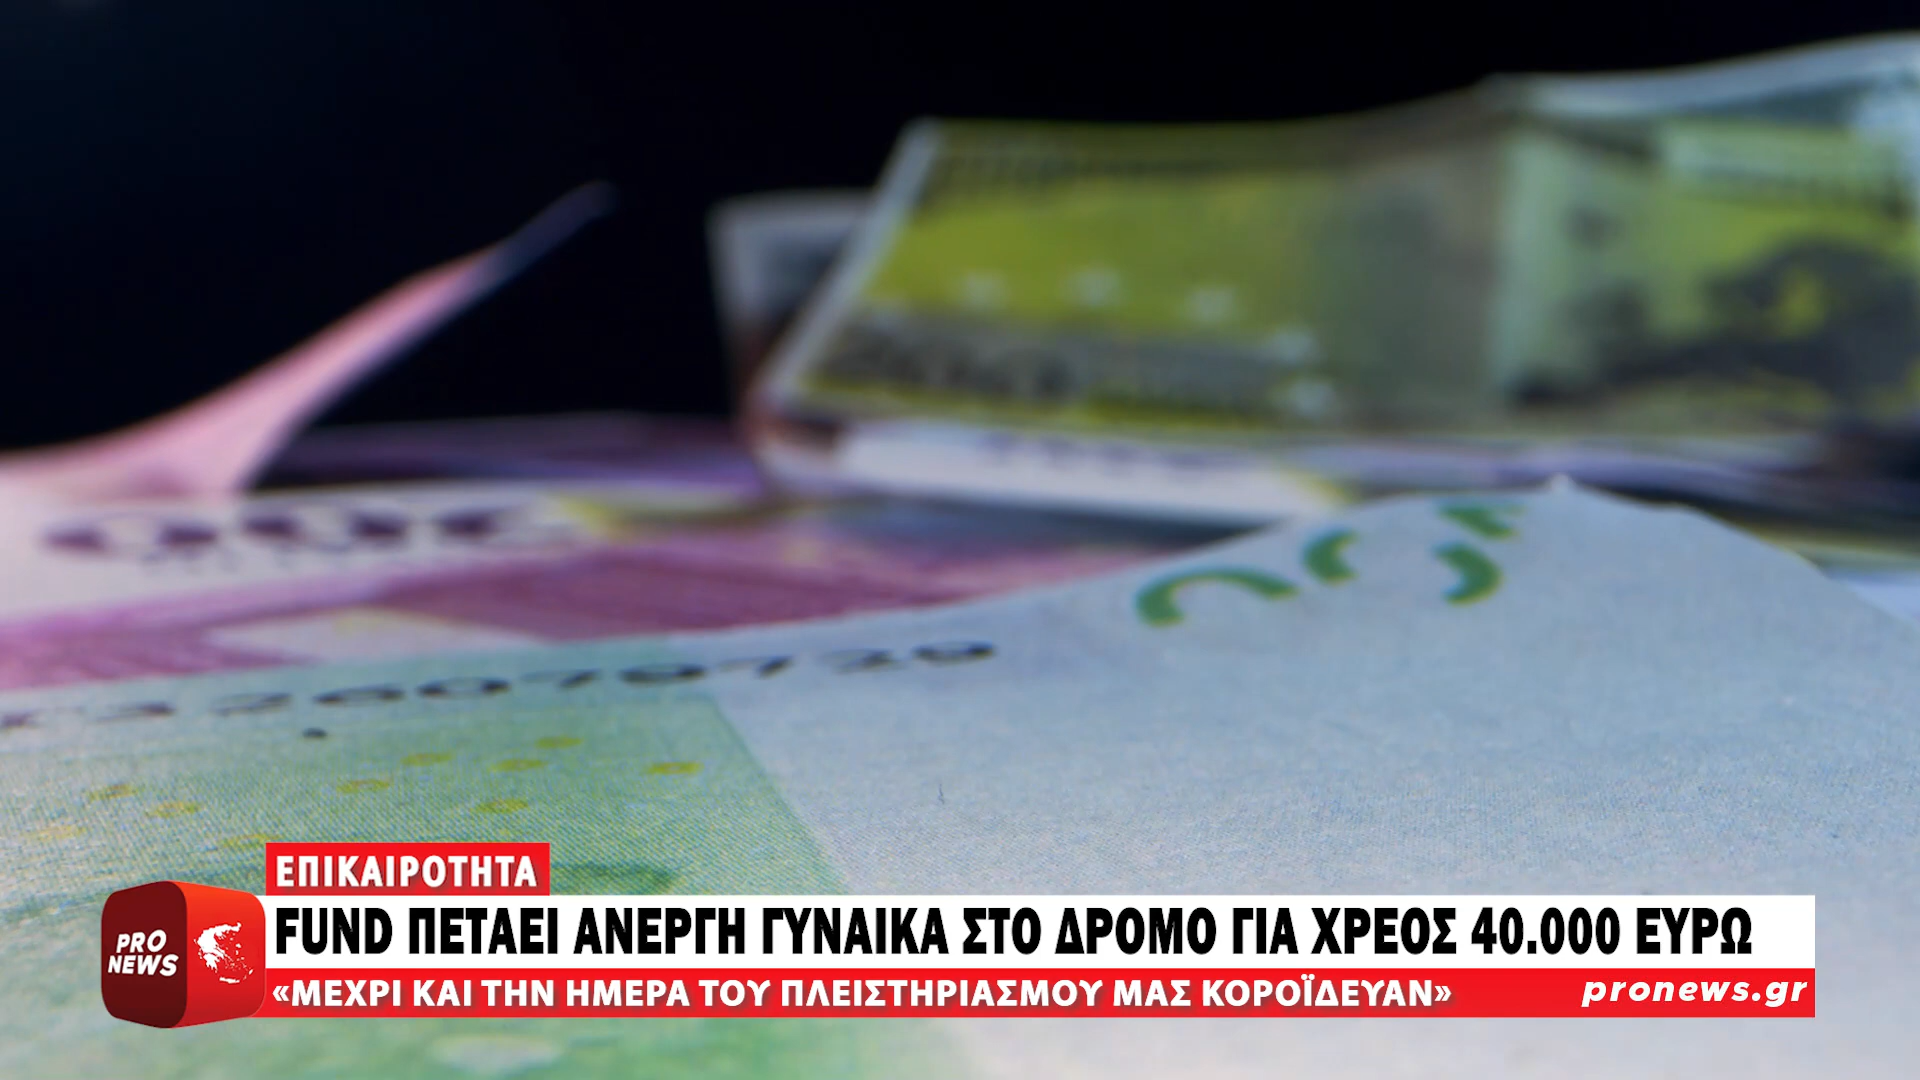 ΕΠΙΚΑΙΡΟΤΗΤΑ
PRO
NEWS
FUND ΠΕΤΑΕΙ ΑΝΕΡΓΗ ΓΥΝΑΙΚΑ ΣΤΟ ΔΡΟΜΟ ΓΙΑ ΧΡΕΟΣ 40.000 ΕΥΡΩ
«ΜΕΧΡΙ ΚΑΙ ΤΗΝ ΗΜΕΡΑ ΤΟΥ ΠΛΕΙΣΤΗΡΙΑΣΜΟΥ ΜΑΣ ΚΟΡΟΪΔΕΥΑΝ»
pronews.gr